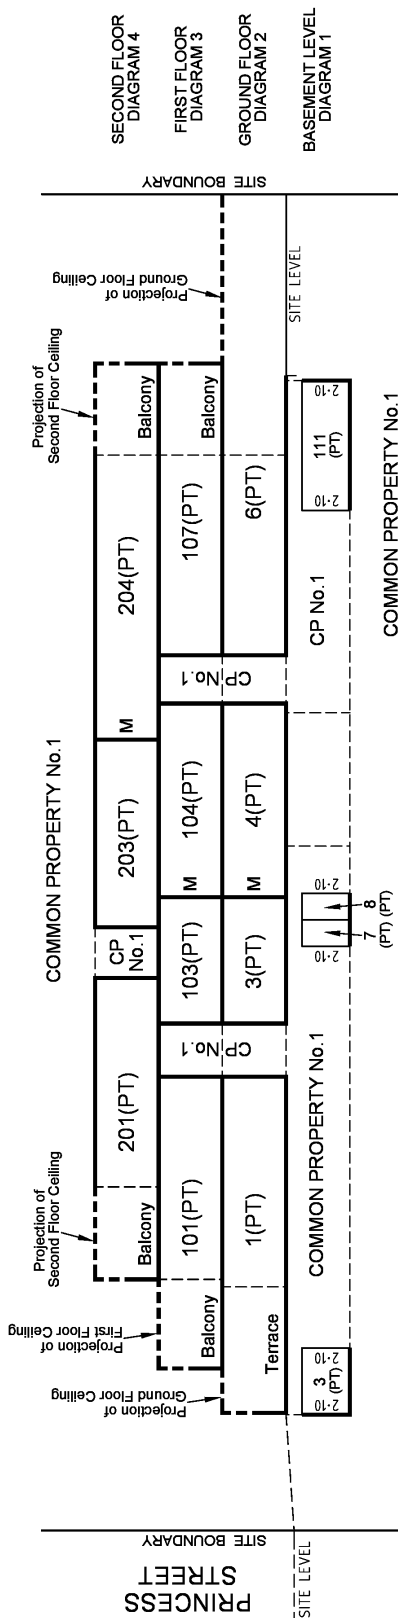 SECOND FLOOR
DIAGRAM 4
FIRST FLOOR
DIAGRAM 3
GROUND FLOOR
DIAGRAM 2
BASEMENT LEVEL
DIAGRAM 1
COMMON PROPERTY No.1
Projection of
Second Floor Ceiling
Projection of
Second Floor Ceiling
Projection of
First Floor Ceiling
Projection of
Ground Floor Ceiling
Projection of
Ground Floor Ceiling
PRINCESS
STREET
SITE BOUNDARY
SITE BOUNDARY
SITE LEVEL
SITE LEVEL
Balcony
201(PT)
CP
No.1
203(PT)
M
204(PT)
Balcony
Balcony
101(PT)
CP No.1
103(PT)
M
104(PT)
CP No.1
107(PT)
Balcony
Terrace
1(PT)
3(PT)
M
4(PT)
6(PT)
COMMON PROPERTY No.1
CP No.1
2·10
3
(PT)
2·10
2·10
7
(PT)
8
(PT)
2·10
2·10
111
(PT)
2·10
COMMON PROPERTY No.1